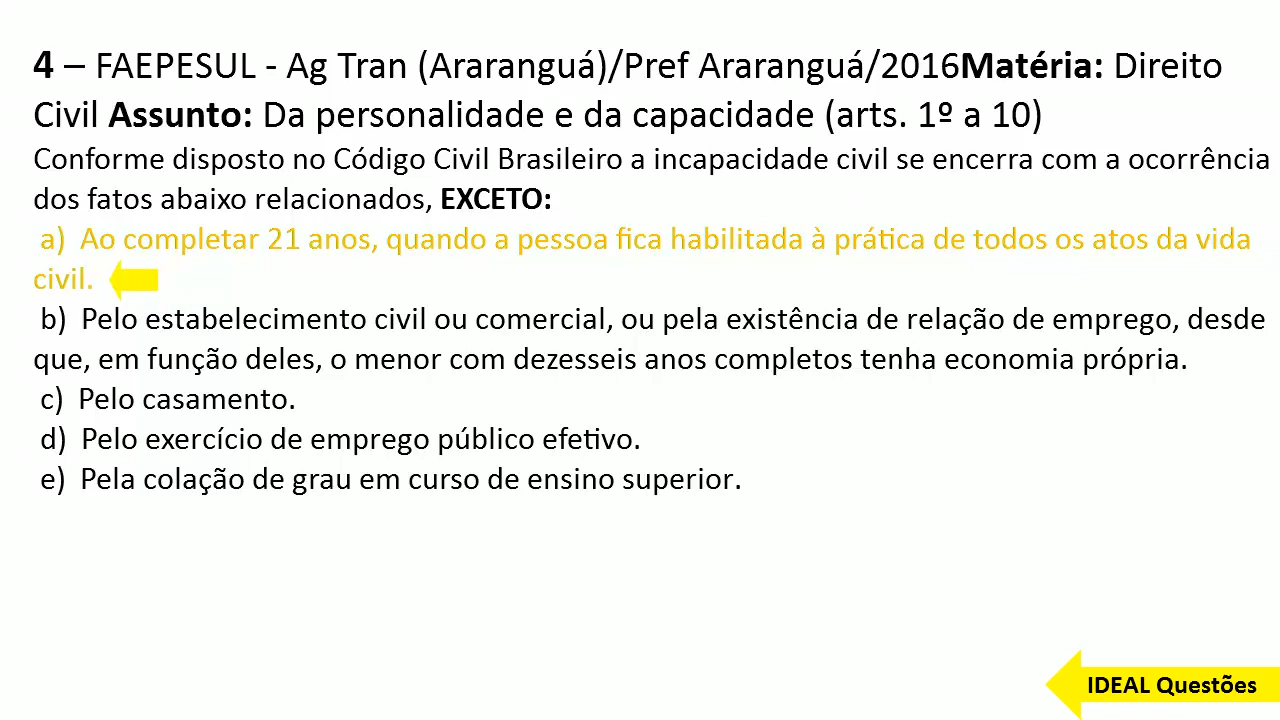 4 – FAEPESUL - Ag Tran (Araranguá)/Pref Araranguá/2016Matéria: Direito
Civil Assunto: Da personalidade e da capacidade (arts. 1º a 10)
Conforme disposto no Código Civil Brasileiro a incapacidade civil se encerra com a ocorrência
dos fatos abaixo relacionados, EXCETO:
a) Ao completar 21 anos, quando a pessoa fica habilitada à prática de todos os atos da vida
civil.
b) Pelo estabelecimento civil ou comercial, ou pela existência de relação de emprego, desde
que, em função deles, o menor com dezesseis anos completos tenha economia própria.
c) Pelo casamento.
d) Pelo exercício de emprego público efetivo.
e) Pela colação de grau em curso de ensino superior.
IDEAL Questões